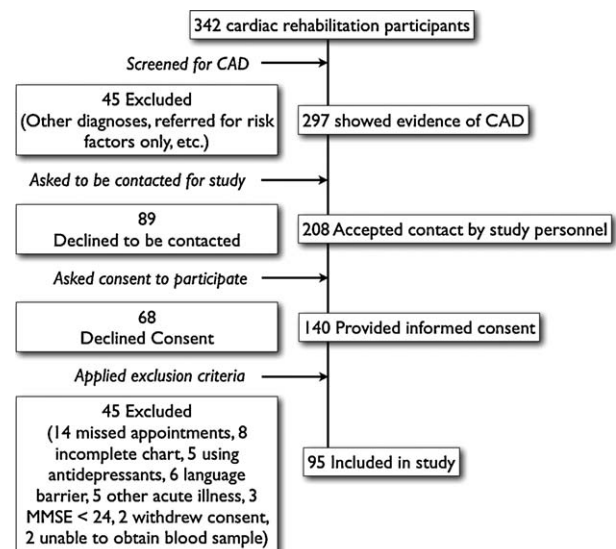 342 cardiac rehabilitation participants
Screened for CAD
45 Excluded
(Other diagnoses, referred for risk
factors only, etc.)
297 showed evidence of CAD
Asked to be contacted for study
89
Declined to be contacted
208 Accepted contact by study personnel
Asked consent to participate
68
Declined Consent
140 Provided informed consent
Applied exclusion criteria
45 Excluded
(14 missed appointments, 8
incomplete chart, 5 using
antidepressants, 6 language
barrier, 5 other acute illness, 3
MMSE < 24, 2 withdrew consent,
2 unable to obtain blood sample)
95 Included in study